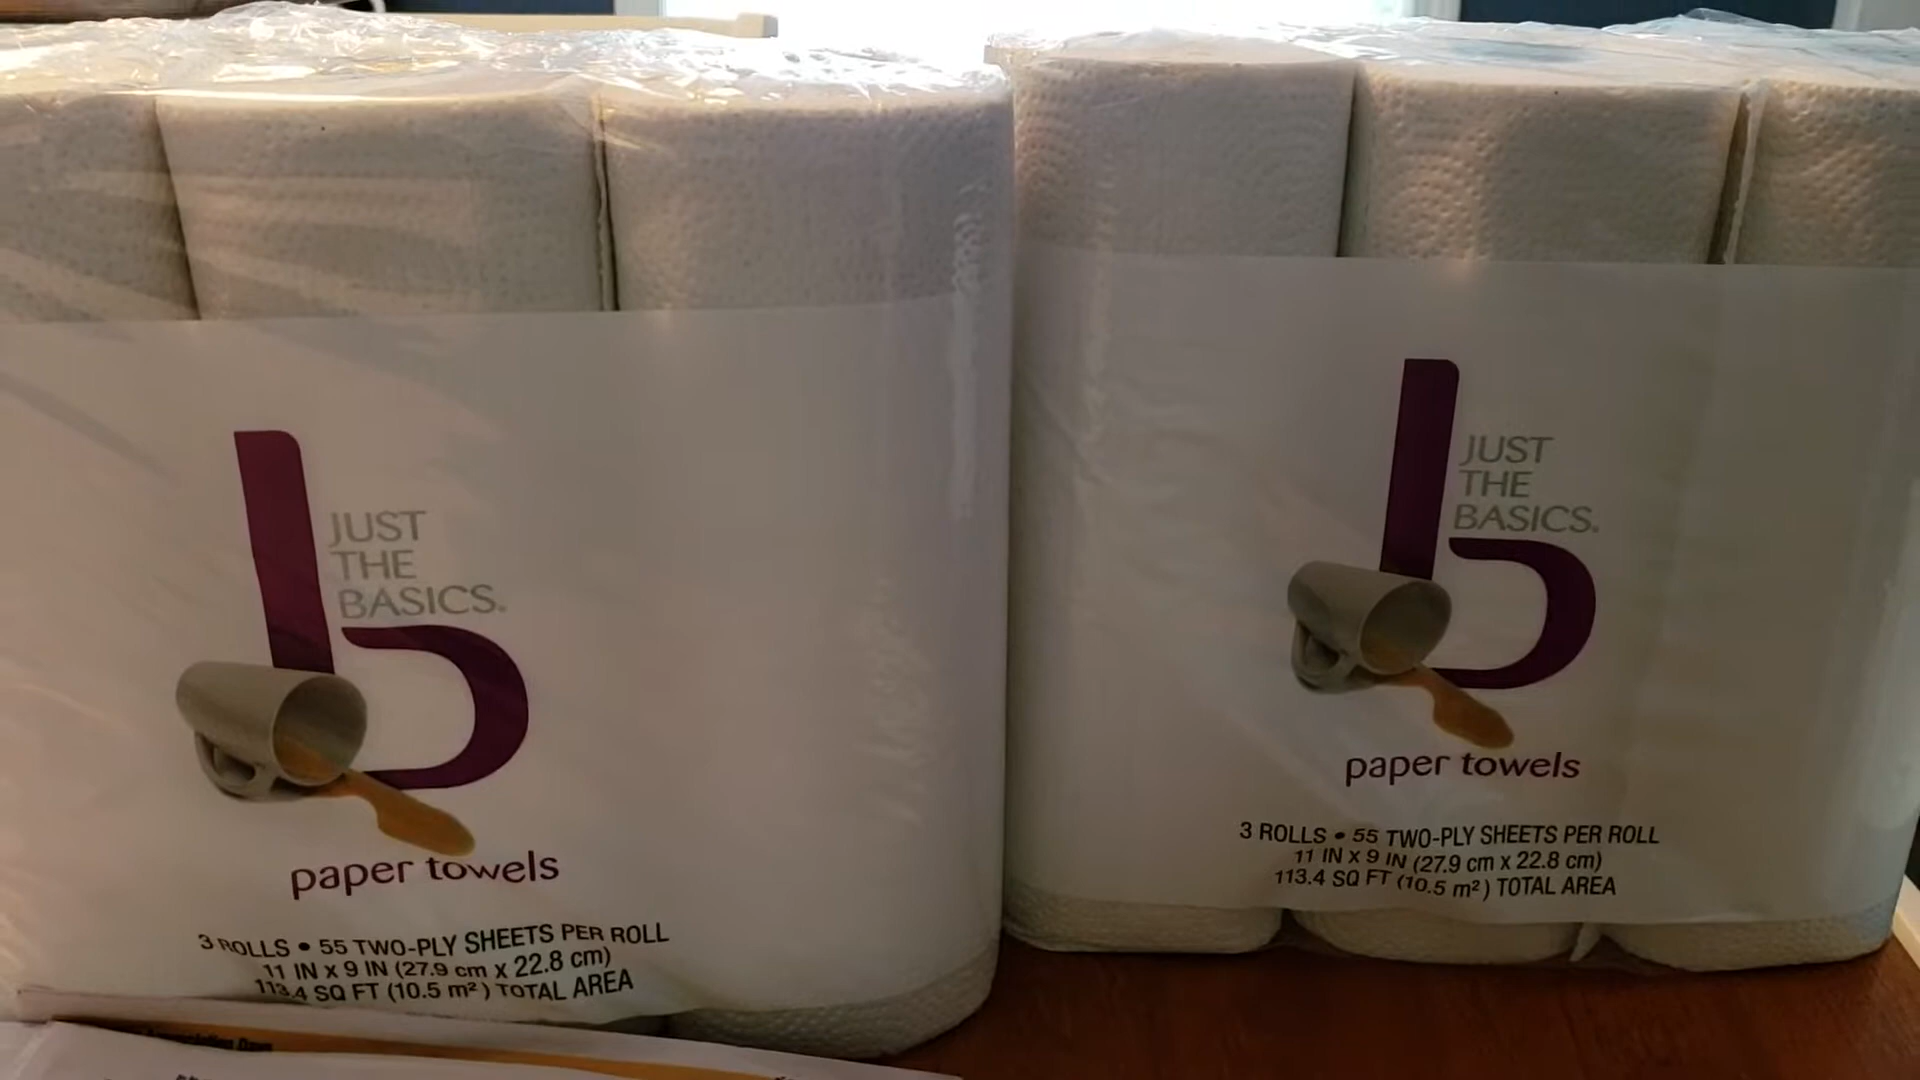 JUST
THE
BASICS.
paper towels
3 ROLLS • 55 TWO-PLY SHEETS PER ROLL
11 IN x 9 IN (27.9 cm x 22.8 cm)
113.4 SQ FT (10.5 m²) TOTAL AREA
JUST
THE
BASICS.
paper towels
3 ROLLS • 55 TWO-PLY SHEETS PER ROLL
11 IN x 9 IN (27.9 cm x 22.8 cm)
113.4 SQ FT (10.5 m²) TOTAL AREA
Days